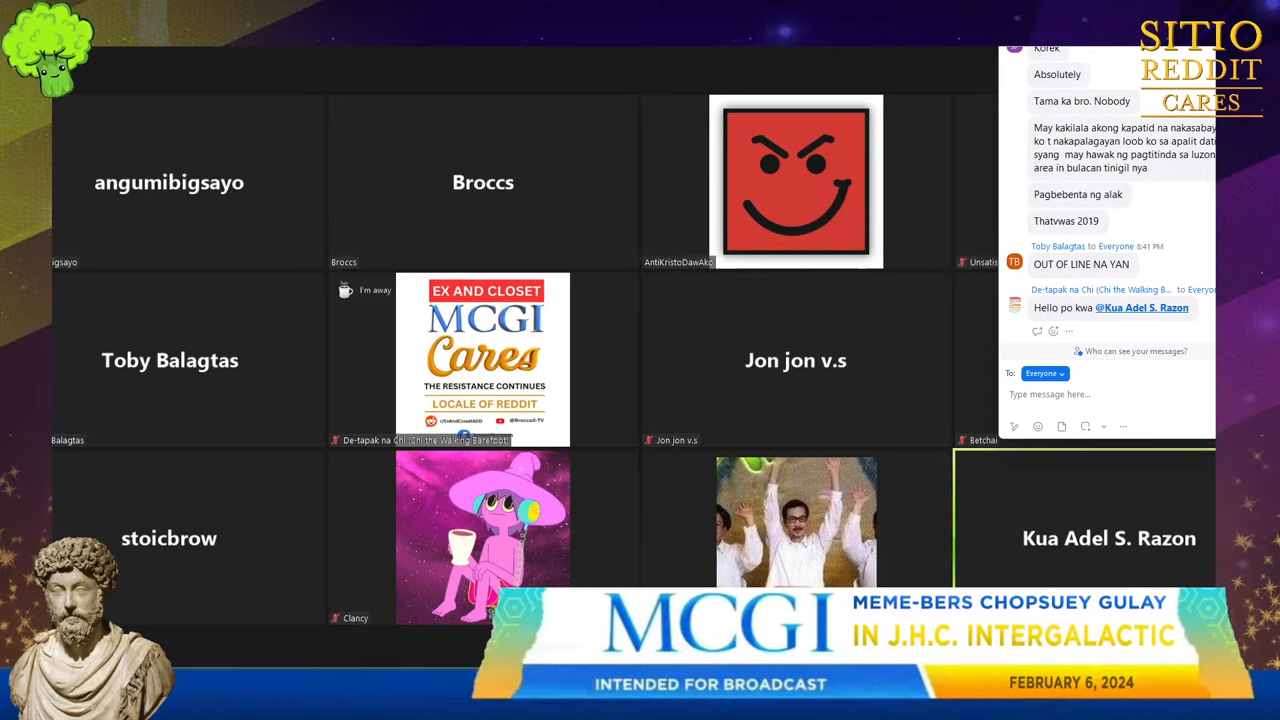 SITIO
REDDIT
CARES
Korek
Absolutely
Tama ka bro. Nobody
May kakilala akong kapatid na nakasabay
ko t nakapalagayan loob ko sa apalit dati
syang may hawak ng pagtitinda sa luzon
area in bulacan tinigil nya
Pagbebenta ng alak
Thatvwas 2019
Toby Balagtas to Everyone 8:41 PM
TB
OUT OF LINE NA YAN
De-tapak na Chi (Chi the Walking B... to Everyon
Hello po kwa @Kua Adel S. Razon
Who can see your messages?
To: Everyone
Type message here...
angumibigsayo
igsayo
Broccs
Broccs
AntiKristoDawAko
Unsatis
Toby Balagtas
Balagtas
I'm away
EX AND CLOSET
MCGI
Cares
THE RESISTANCE CONTINUES
LOCALE OF REDDIT
r/ExAndClosetADD
@Broccoli-TV
De-tapak na Chi (Chi the Walking Barefoot)
Jon jon v.s
Jon jon v.s
Betchai
stoicbrow
Clancy
Kua Adel S. Razon
MCGI
MEME-BERS CHOPSUEY GULAY
IN J.H.C. INTERGALACTIC
INTENDED FOR BROADCAST
FEBRUARY 6, 2024